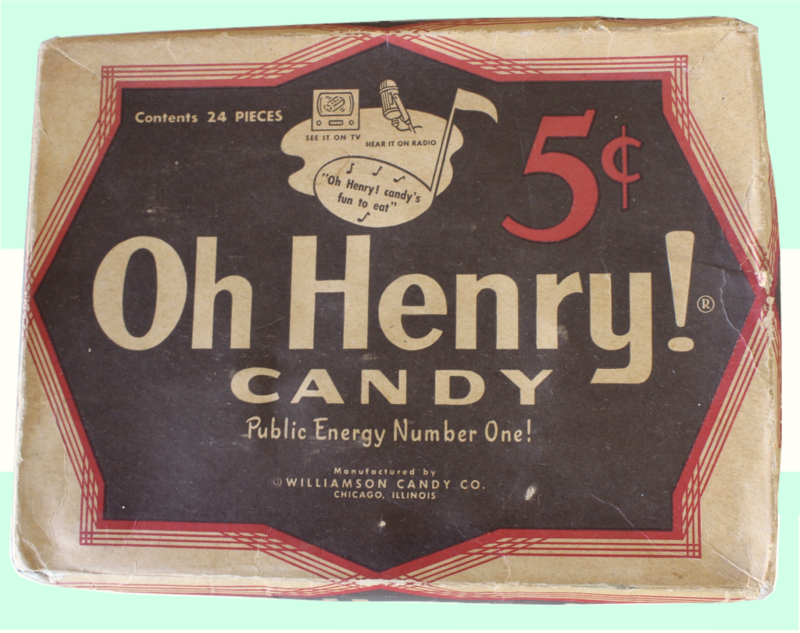 Contents 24 PIECES
SEE IT ON TV
HEAR IT ON RADIO
"Oh Henry! candy's
fun to eat"
5¢
Oh Henry!®
CANDY
Public Energy Number One!
Manufactured by
©WILLIAMSON CANDY CO.
CHICAGO, ILLINOIS